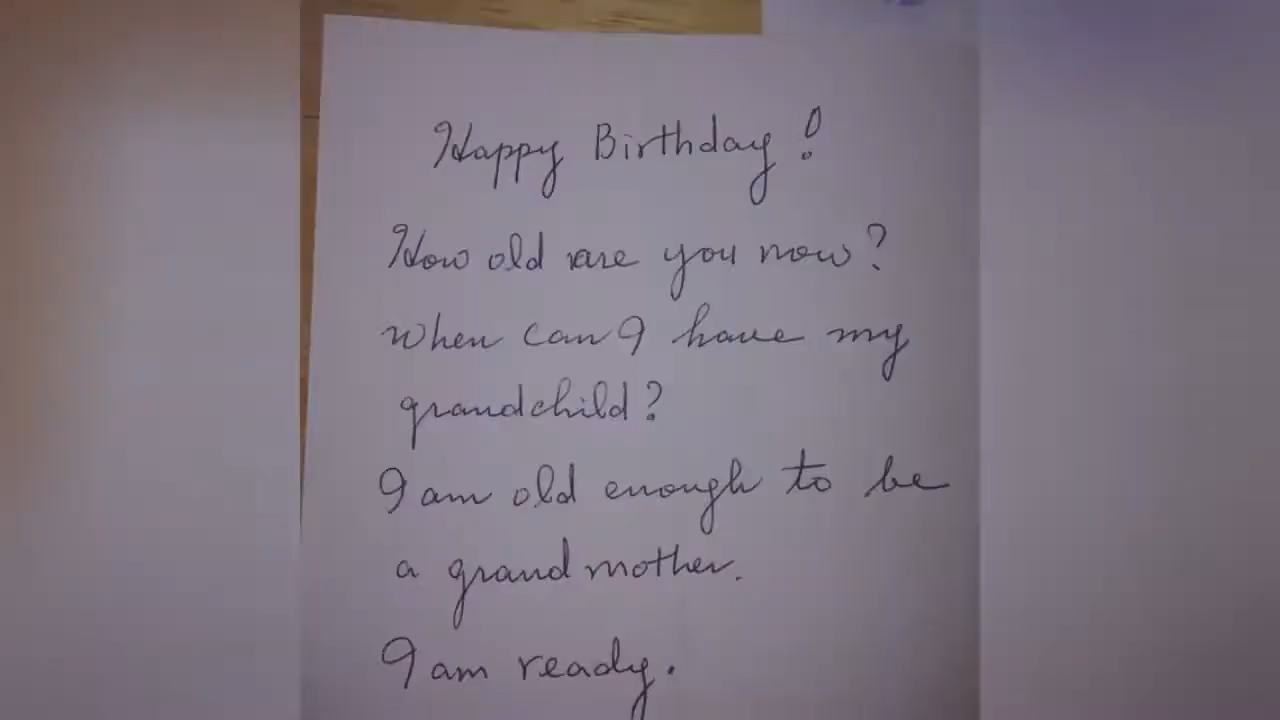 Happy Birthday!
How old are you now?
When can I have my
grandchild?
I am old enough to be
a grandmother.
I am ready.